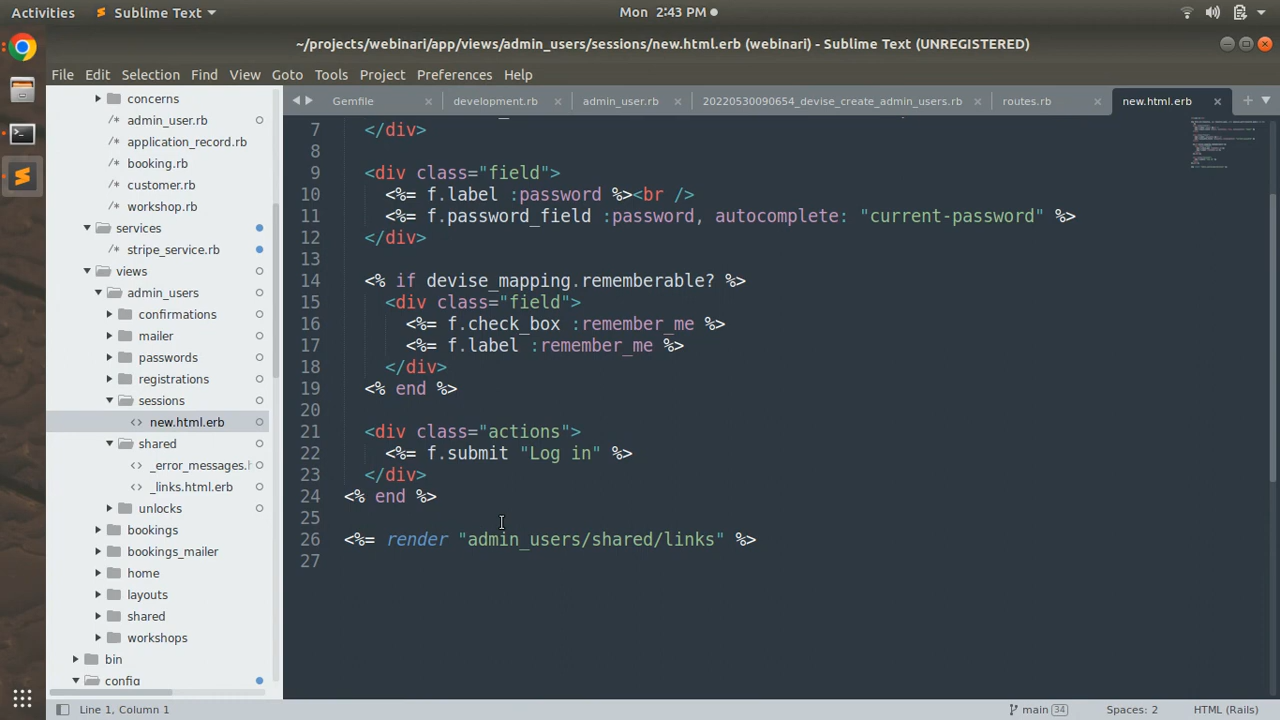 Activities
Sublime Text
Mon 2:43 PM
~/projects/webinari/app/views/admin_users/sessions/new.html.erb (webinari) - Sublime Text (UNREGISTERED)
File Edit Selection Find View Goto Tools Project Preferences Help
Gemfile
development.rb
admin_user.rb
20220530090654_devise_create_admin_users.rb
routes.rb
new.html.erb
concerns
/* admin_user.rb
/* application_record.rb
/* booking.rb
/* customer.rb
/* workshop.rb
services
/* stripe_service.rb
views
admin_users
confirmations
mailer
passwords
registrations
sessions
<> new.html.erb
shared
<> _error_messages.h
<> _links.html.erb
unlocks
bookings
bookings_mailer
home
layouts
shared
workshops
bin
config
7 </div>
8
9 <div class="field">
10 <%= f.label :password %><br />
11 <%= f.password_field :password, autocomplete: "current-password" %>
12 </div>
13
14 <% if devise_mapping.rememberable? %>
15 <div class="field">
16 <%= f.check_box :remember_me %>
17 <%= f.label :remember_me %>
18 </div>
19 <% end %>
20
21 <div class="actions">
22 <%= f.submit "Log in" %>
23 </div>
24 <% end %>
25
26 <%= render "admin_users/shared/links" %>
27
Line 1, Column 1
main 34
Spaces: 2
HTML (Rails)